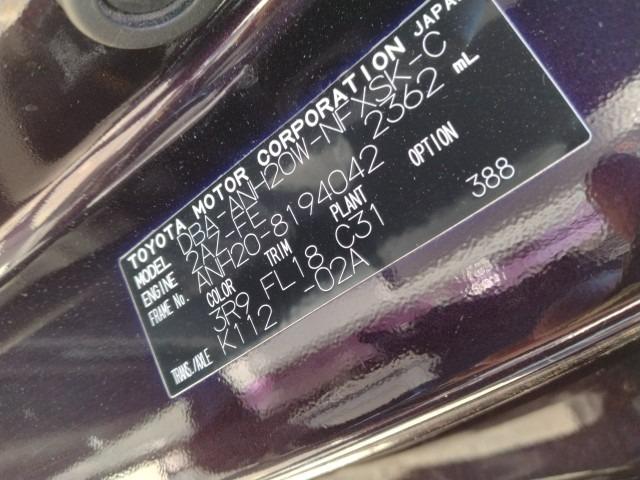 TOYOTA MOTOR CORPORATION JAPAN
MODEL DBA-ANH20W-NFXSK-C
ENGINE 2AZ-FE 2362 mL
FRAME No. ANH20-8194042
COLOR TRIM PLANT OPTION
3R9 FL18 C31 388
TRANS./AXLE K112 -02A